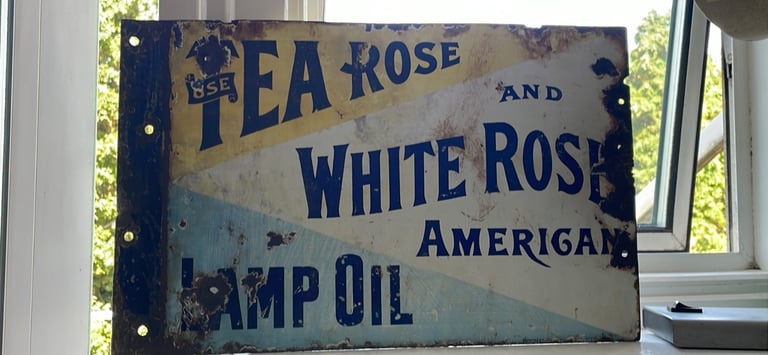 TEA ROSE
AND
WHITE ROSE
AMERICAN
LAMP OIL